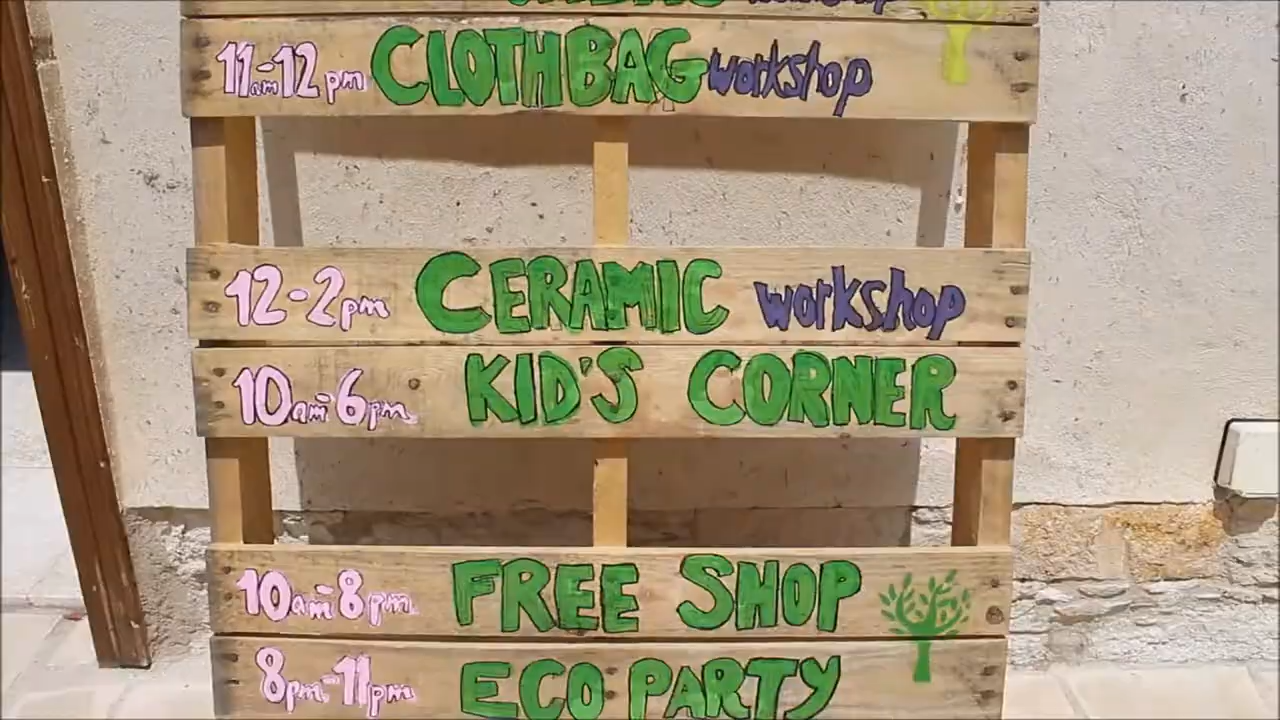 workshop
11am-12pm CLOTHBAG workshop
12-2pm CERAMIC workshop
10am-6pm KID'S CORNER
10am-8pm FREE SHOP
8pm-11pm ECO PARTY